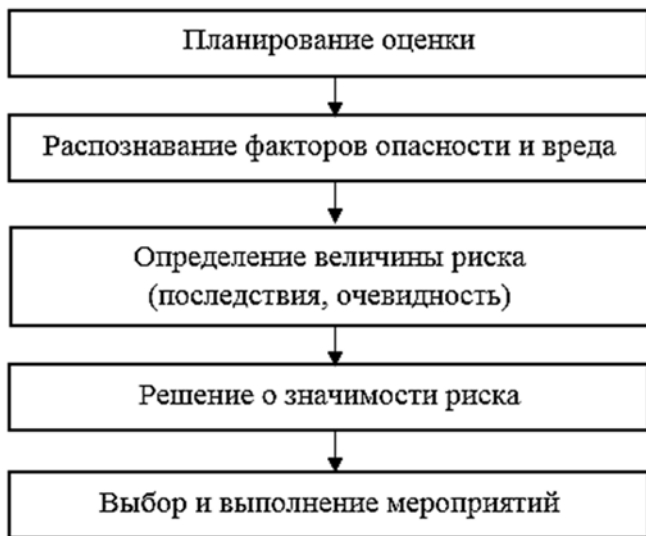 Планирование оценки
Распознавание факторов опасности и вреда
Определение величины риска
(последствия, очевидность)
Решение о значимости риска
Выбор и выполнение мероприятий